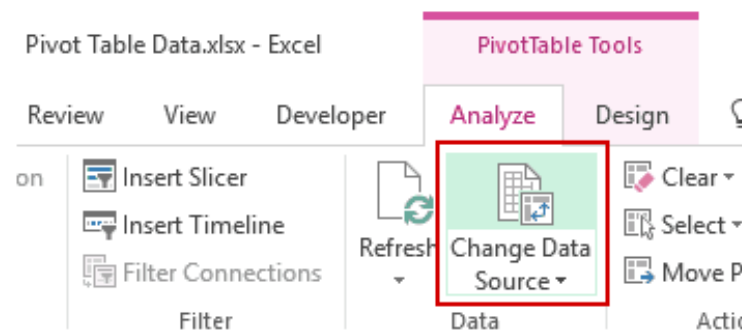 Pivot Table Data.xlsx - Excel
PivotTable Tools
Review View Developer Analyze Design
on Insert Slicer
Insert Timeline
Filter Connections
Refresh
Change Data
Source
Clear
Select
Move P
Filter Data Actio